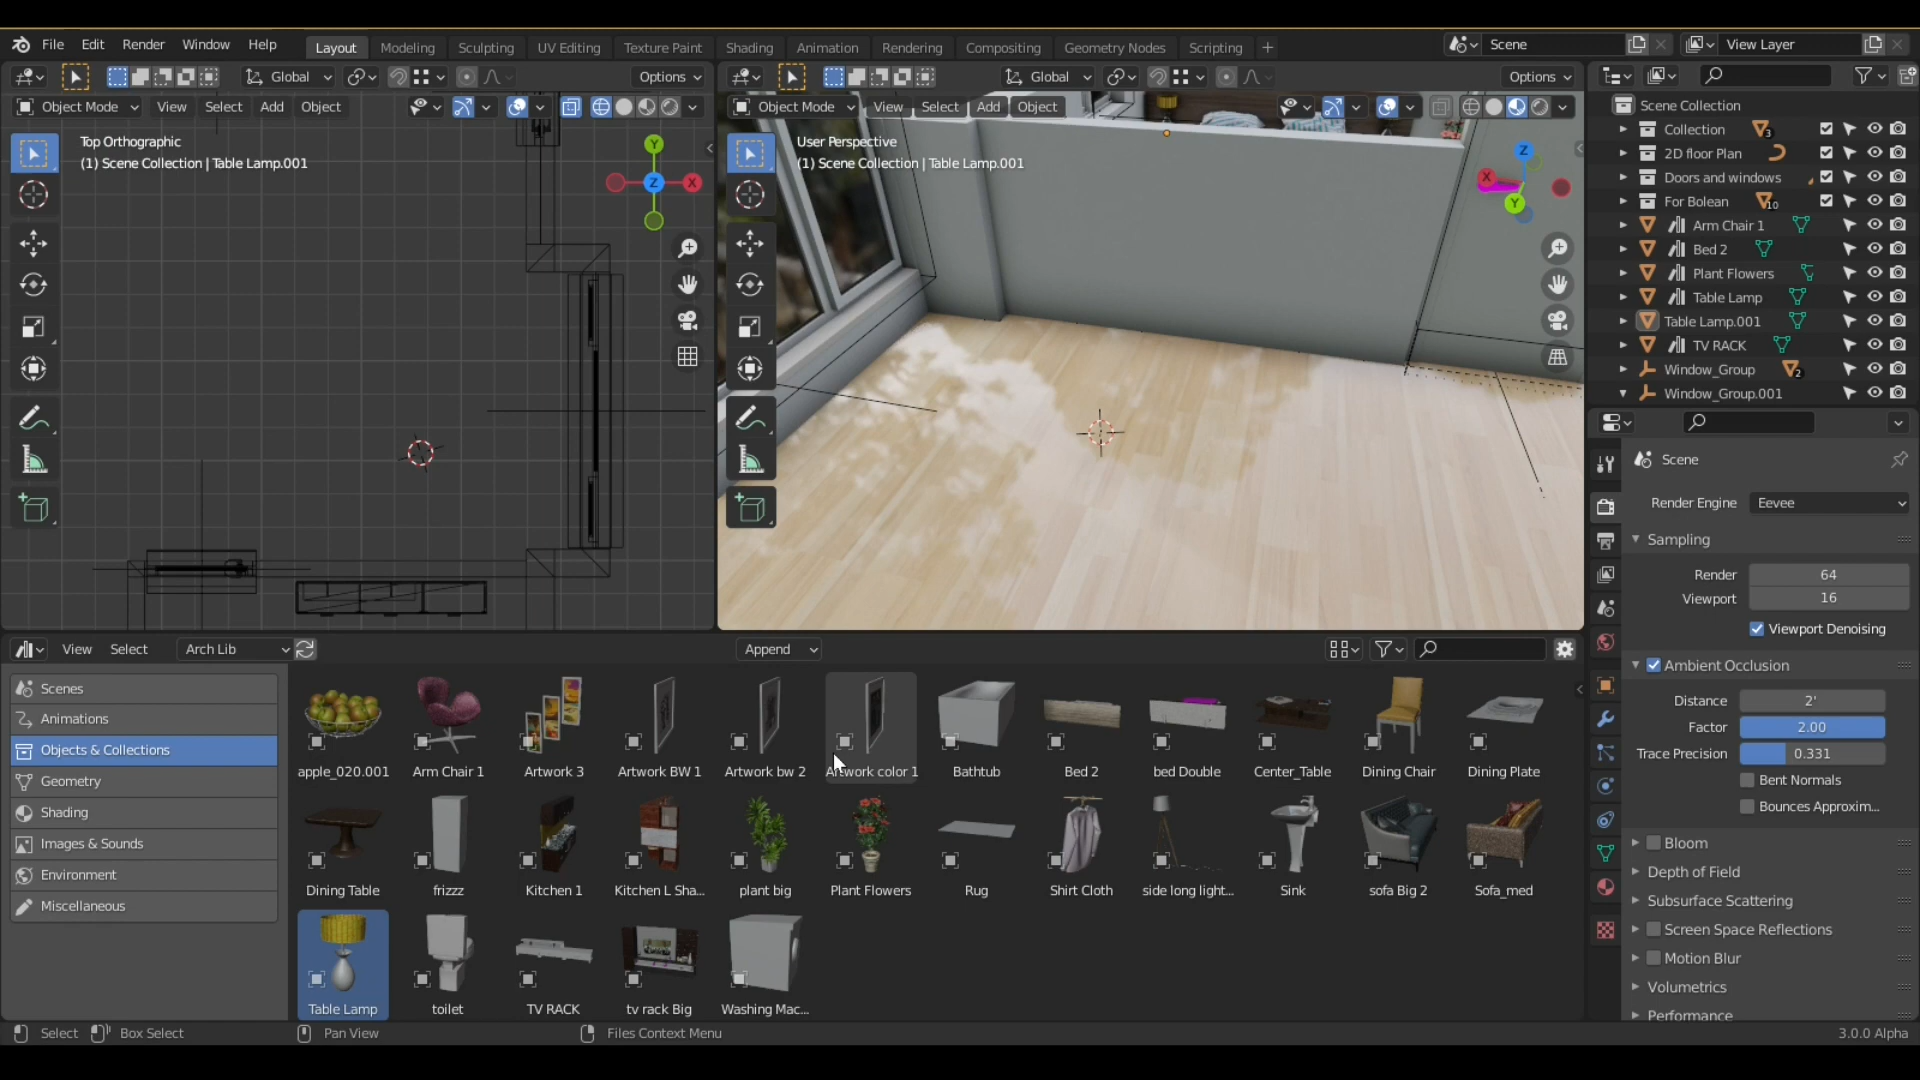 File Edit Render Window Help Layout Modeling Sculpting UV Editing Texture Paint Shading Animation Rendering Compositing Geometry Nodes Scripting + Scene View Layer
Global Options Global Options
Object Mode View Select Add Object Object Mode View Select Add Object
Top Orthographic
(1) Scene Collection | Table Lamp.001
Y
X
Z
User Perspective
(1) Scene Collection | Table Lamp.001
Z
X
Y
Scene Collection
Collection 3
2D floor Plan
Doors and windows
For Bolean 10
Arm Chair 1
Bed 2
Plant Flowers
Table Lamp
Table Lamp.001
TV RACK
Window_Group 2
Window_Group.001
Scene
Render Engine Eevee
Sampling
Render 64
Viewport 16
Viewport Denoising
Ambient Occlusion
Distance 2'
Factor 2.00
Trace Precision 0.331
Bent Normals
Bounces Approxim...
Bloom
Depth of Field
Subsurface Scattering
Screen Space Reflections
Motion Blur
Volumetrics
Performance
View Select Arch Lib Append
Scenes
Animations
Objects & Collections
Geometry
Shading
Images & Sounds
Environment
Miscellaneous
apple_020.001 Arm Chair 1 Artwork 3 Artwork BW 1 Artwork bw 2 Artwork color 1 Bathtub Bed 2 bed Double Center_Table Dining Chair Dining Plate
Dining Table frizzz Kitchen 1 Kitchen L Sha... plant big Plant Flowers Rug Shirt Cloth side long light... Sink sofa Big 2 Sofa_med
Table Lamp toilet TV RACK tv rack Big Washing Mac...
Select Box Select Pan View Files Context Menu 3.0.0 Alpha